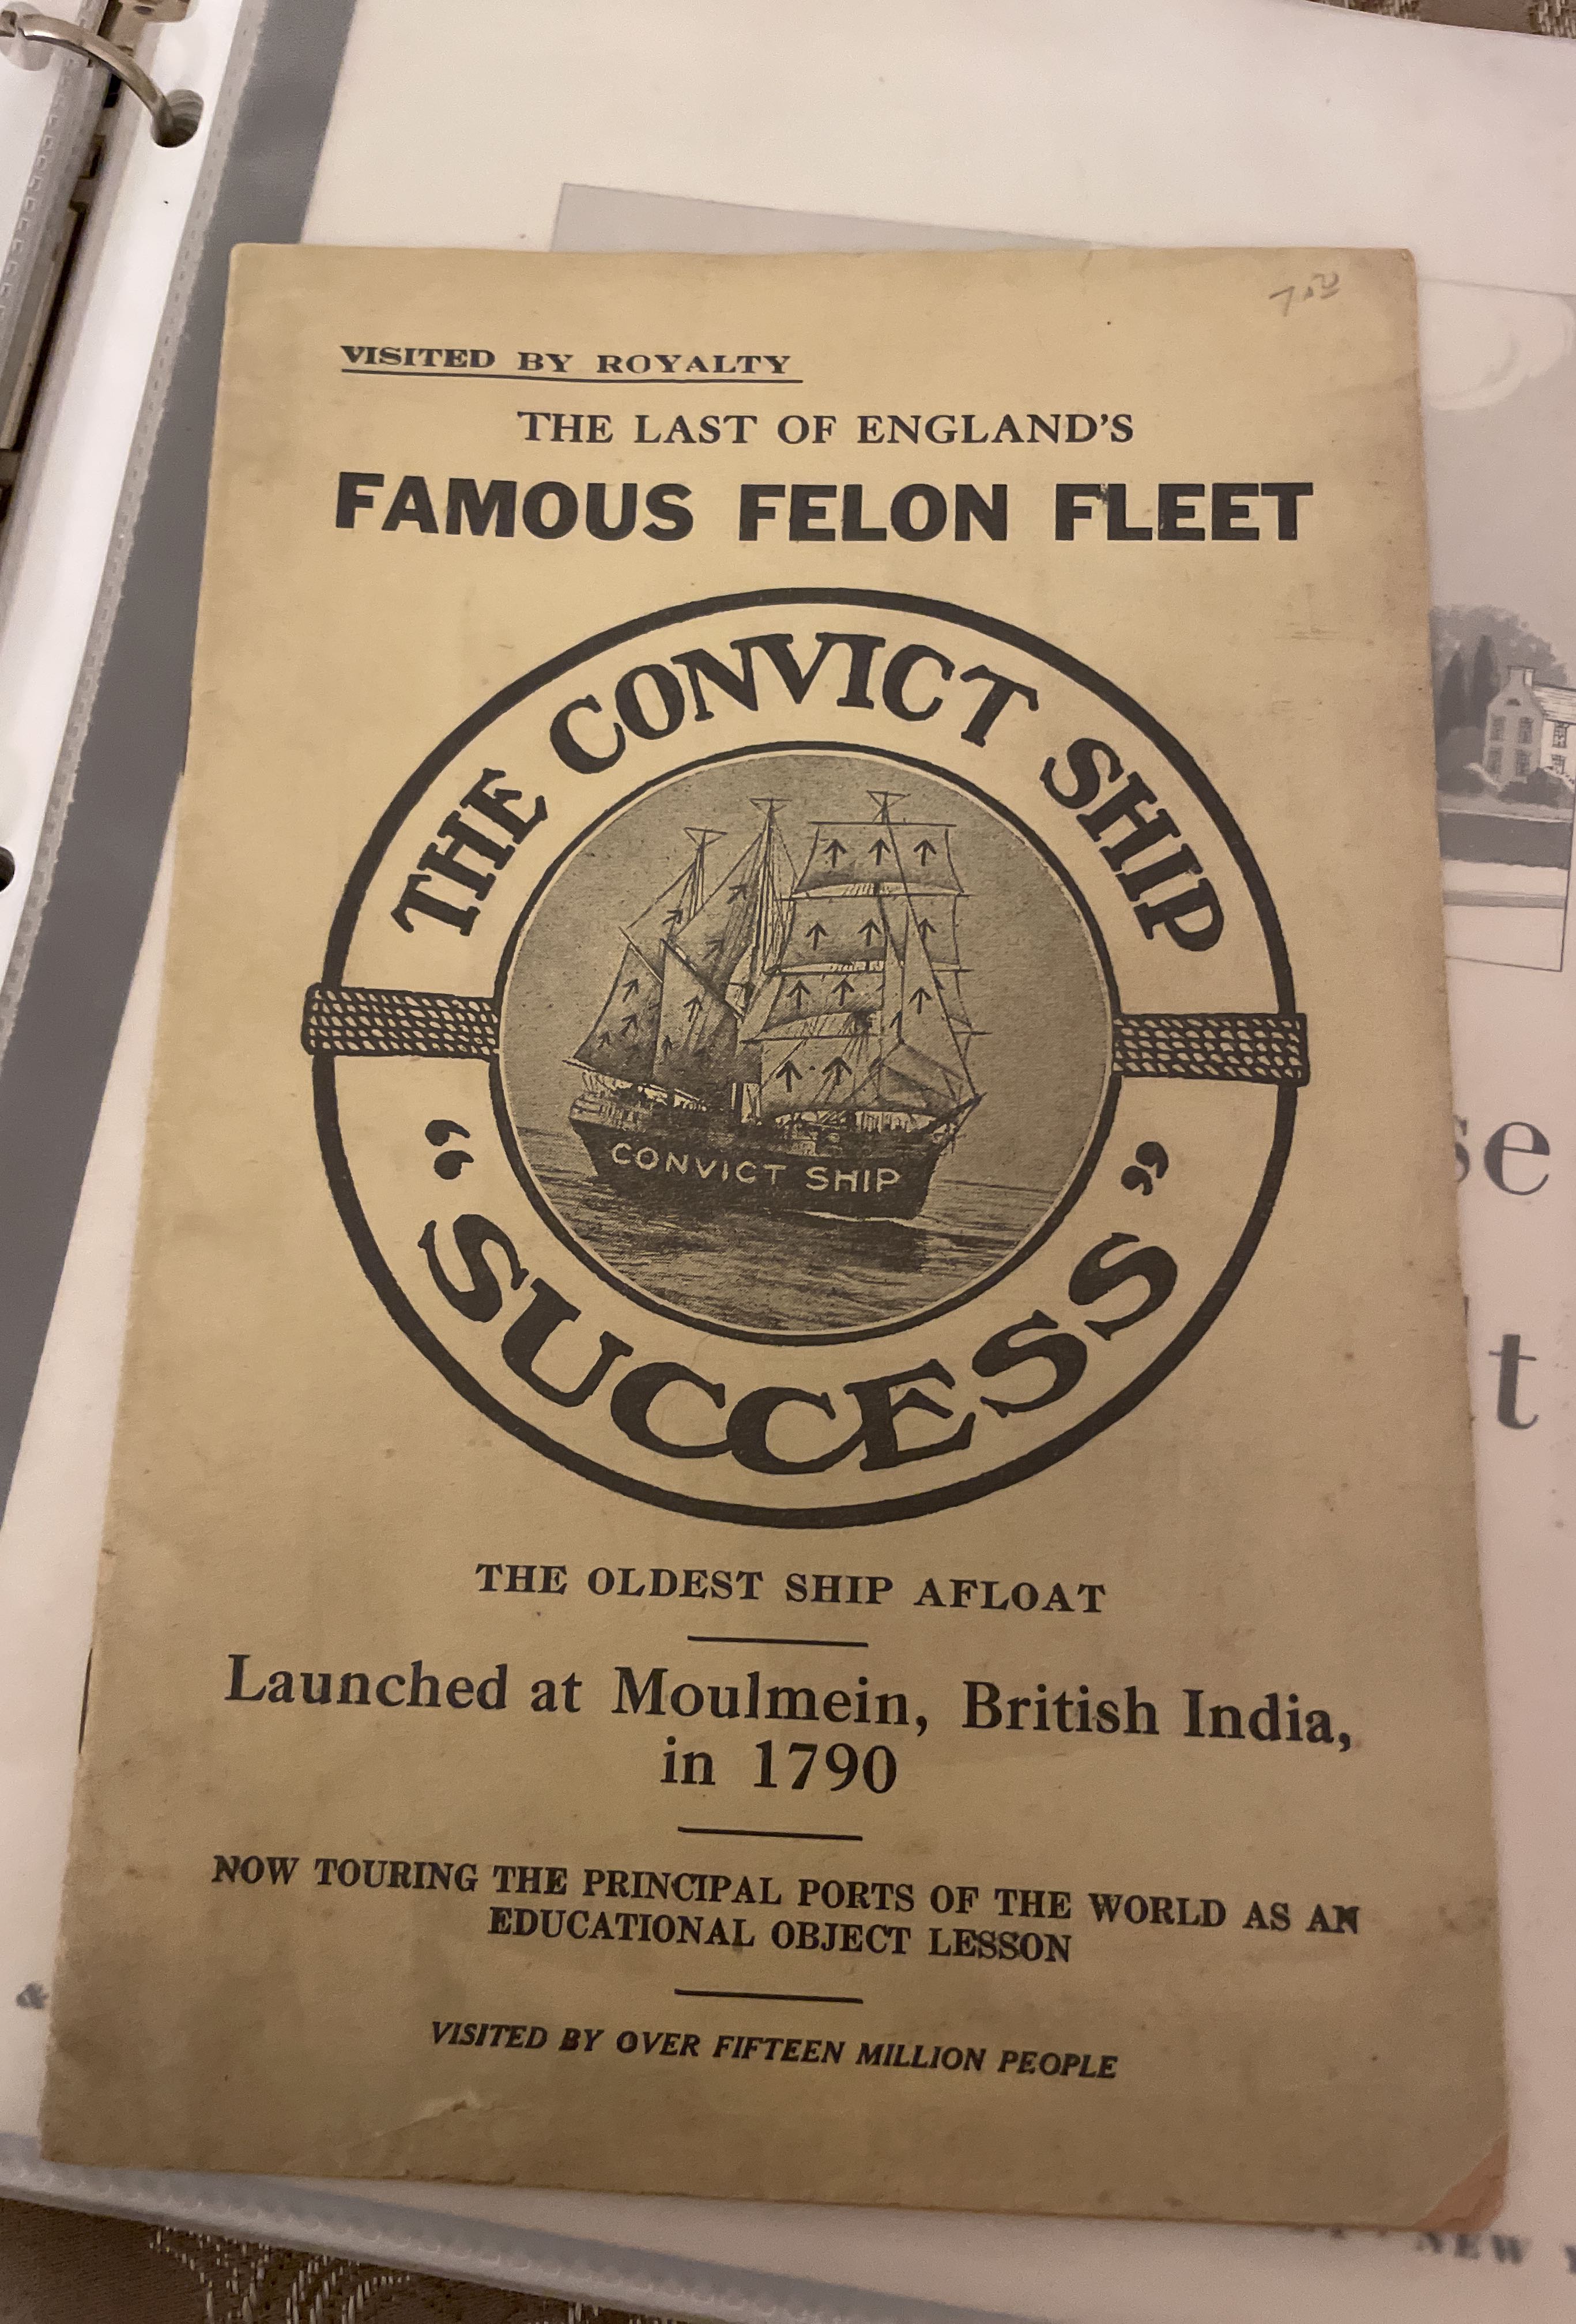 7.50
VISITED BY ROYALTY
THE LAST OF ENGLAND'S
FAMOUS FELON FLEET
THE CONVICT SHIP
CONVICT SHIP
"SUCCESS"
THE OLDEST SHIP AFLOAT
Launched at Moulmein, British India,
in 1790
NOW TOURING THE PRINCIPAL PORTS OF THE WORLD AS AN
EDUCATIONAL OBJECT LESSON
VISITED BY OVER FIFTEEN MILLION PEOPLE
se
t
&
NEW